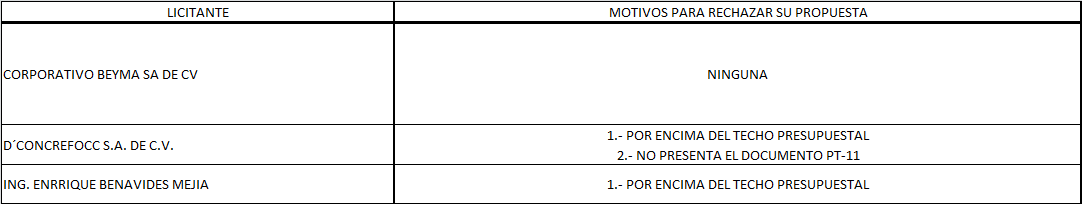 LICITANTE MOTIVOS PARA RECHAZAR SU PROPUESTA
CORPORATIVO BEYMA SA DE CV NINGUNA
D´CONCREFOCC S.A. DE C.V. 1.- POR ENCIMA DEL TECHO PRESUPUESTAL
2.- NO PRESENTA EL DOCUMENTO PT-11
ING. ENRRIQUE BENAVIDES MEJIA 1.- POR ENCIMA DEL TECHO PRESUPUESTAL